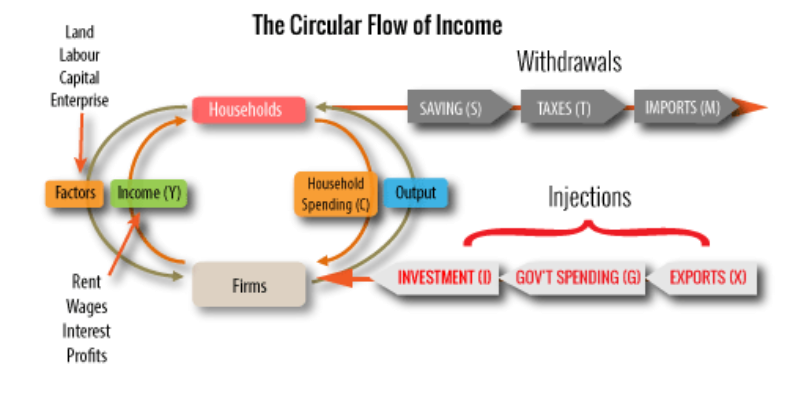 The Circular Flow of Income
Land
Labour
Capital
Enterprise
Withdrawals
Households
SAVING (S)
TAXES (T)
IMPORTS (M)
Factors
Income (Y)
Household
Spending (C)
Output
Injections
Rent
Wages
Interest
Profits
Firms
INVESTMENT (I)
GOV'T SPENDING (G)
EXPORTS (X)